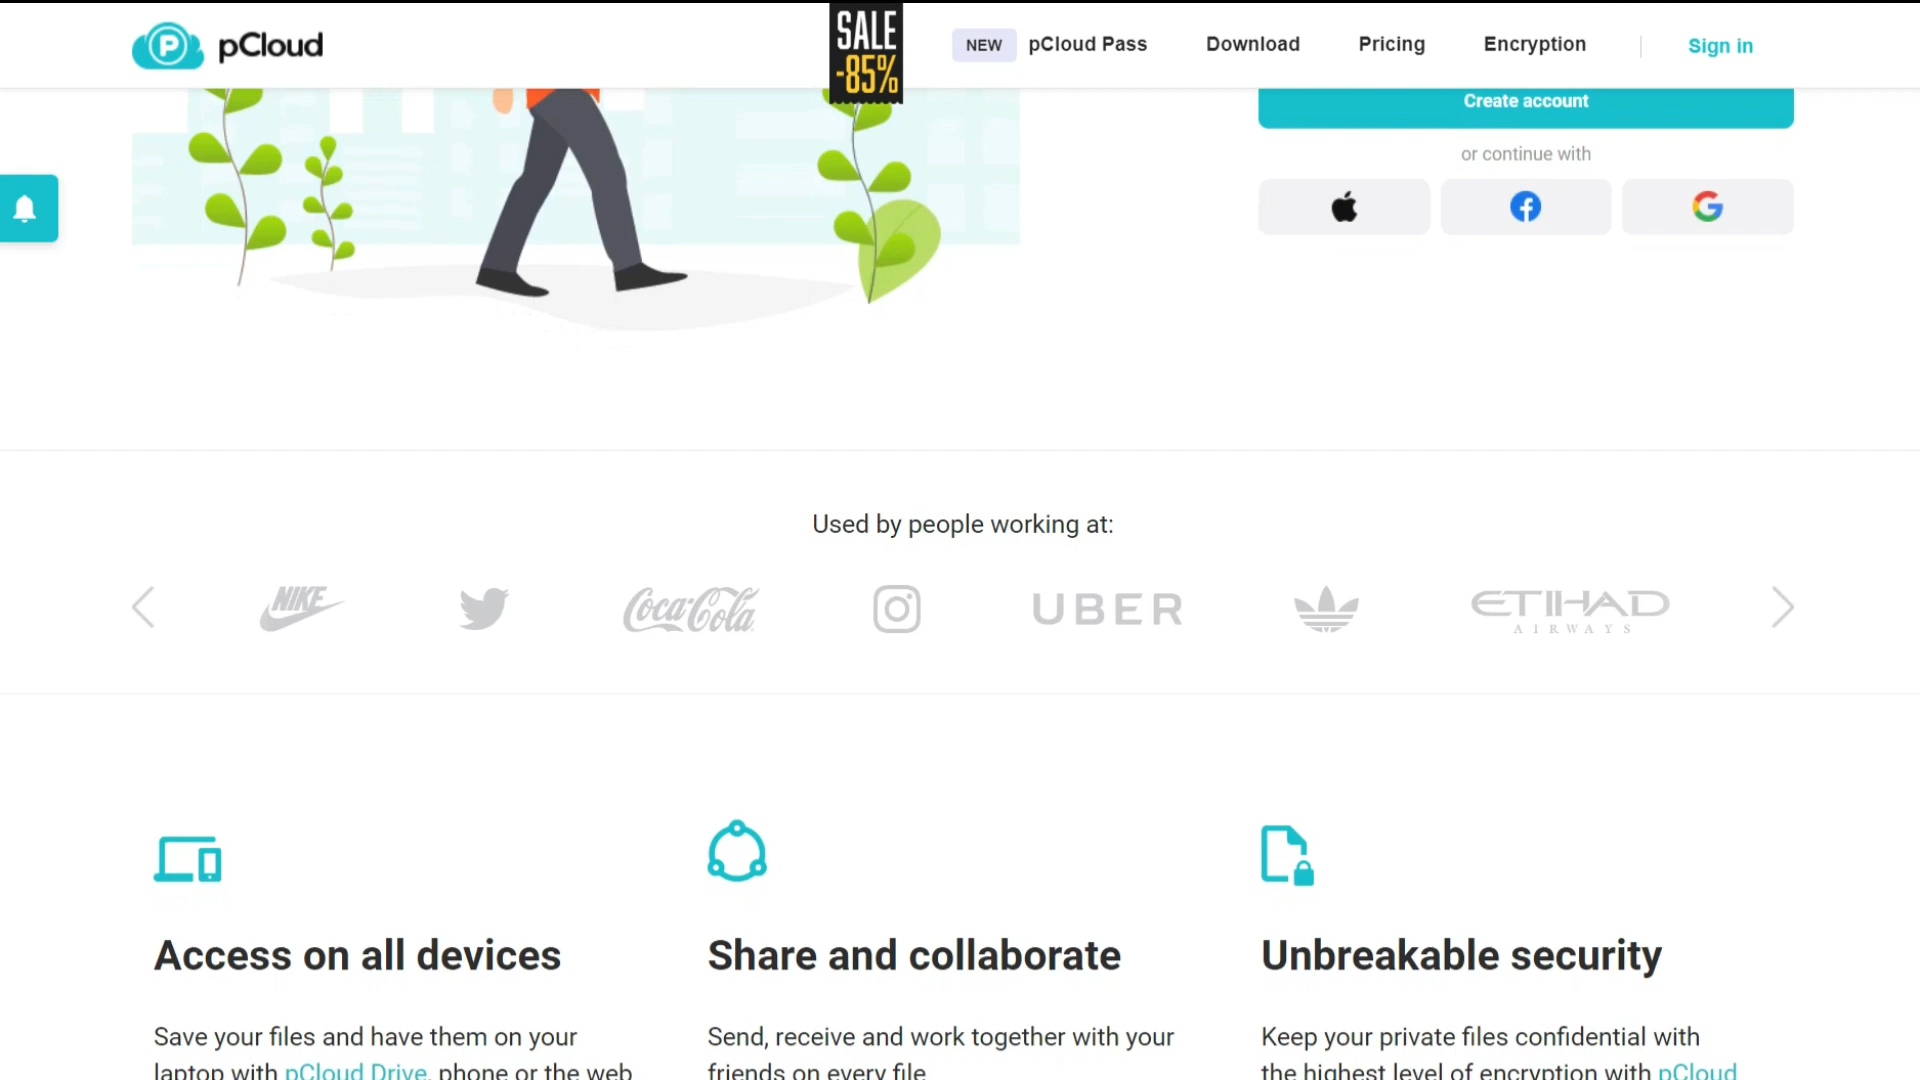 pCloud
SALE
-85%
NEW
pCloud Pass
Download
Pricing
Encryption
Sign in
Create account
or continue with
Used by people working at:
NIKE
Coca-Cola
UBER
ETIHAD
AIRWAYS
Access on all devices
Save your files and have them on your
laptop with pCloud Drive, phone or the web
Share and collaborate
Send, receive and work together with your
friends on every file
Unbreakable security
Keep your private files confidential with
the highest level of encryption with pCloud